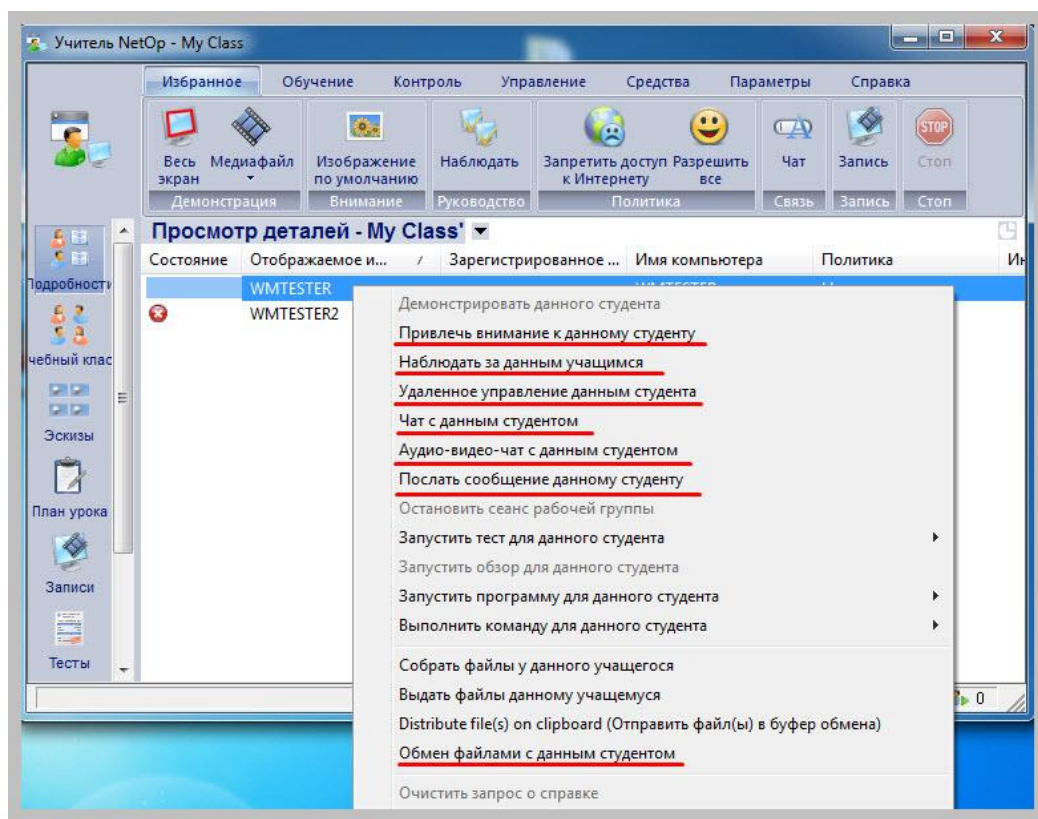 Учитель NetOp - My Class
Избранное Обучение Контроль Управление Средства Параметры Справка
Весь экран
Медиафайл
Изображение по умолчанию
Наблюдать
Запретить доступ к Интернету
Разрешить все
Чат
Запись
Стоп
Демонстрация Внимание Руководство Политика Связь Запись Стоп
Просмотр деталей - My Class'
Состояние Отображаемое и... / Зарегистрированное ... Имя компьютера Политика Ин
WMTESTER
WMTESTER2
Подробности
чебный клас
Эскизы
План урока
Записи
Тесты
Демонстрировать данного студента
Привлечь внимание к данному студенту
Наблюдать за данным учащимся
Удаленное управление данным студента
Чат с данным студентом
Аудио-видео-чат с данным студентом
Послать сообщение данному студенту
Остановить сеанс рабочей группы
Запустить тест для данного студента
Запустить обзор для данного студента
Запустить программу для данного студента
Выполнить команду для данного студента
Собрать файлы у данного учащегося
Выдать файлы данному учащемуся
Distribute file(s) on clipboard (Отправить файл(ы) в буфер обмена)
Обмен файлами с данным студентом
Очистить запрос о справке
0